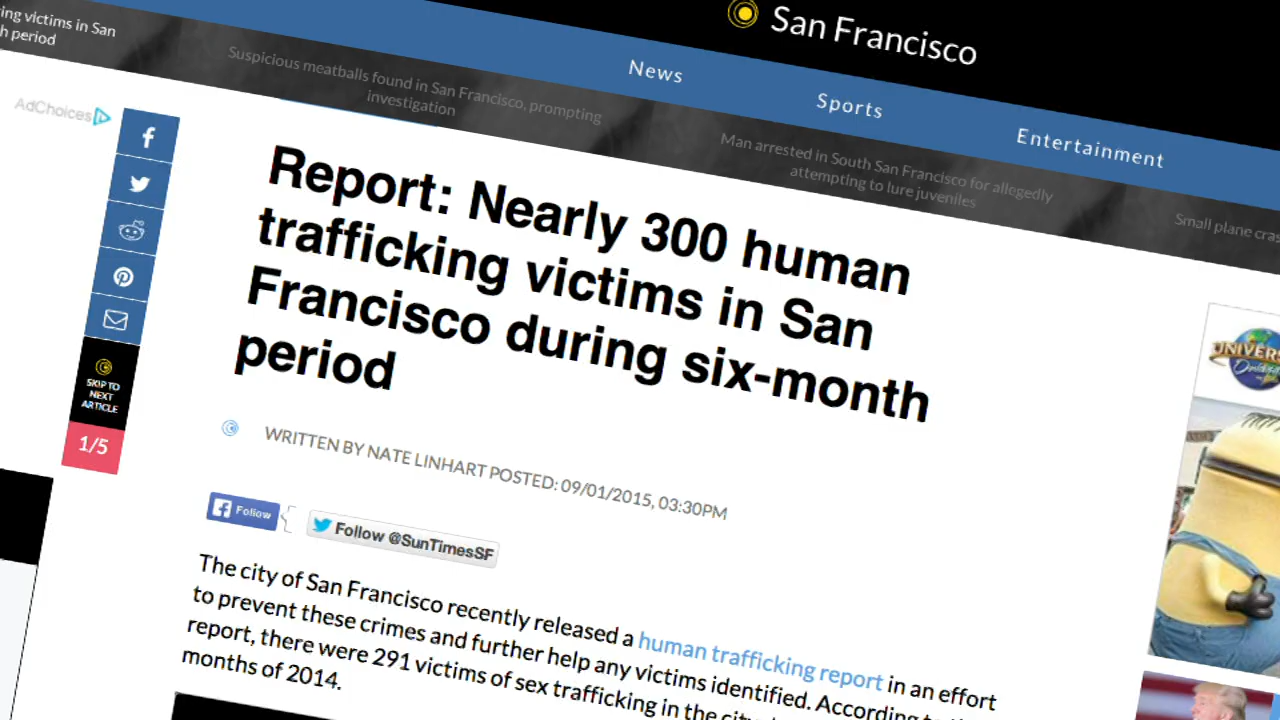 San Francisco
News
Sports
Entertainment
ing victims in San
h period
Suspicious meatballs found in San Francisco, prompting
investigation
Man arrested in South San Francisco for allegedly
attempting to lure juveniles
Small plane cras
AdChoices
Report: Nearly 300 human
trafficking victims in San
Francisco during six-month
period
SKIP TO
NEXT
ARTICLE
1/5
WRITTEN BY NATE LINHART POSTED: 09/01/2015, 03:30PM
Follow
Follow @SunTimesSF
The city of San Francisco recently released a human trafficking report in an effort
to prevent these crimes and further help any victims identified. According to
report, there were 291 victims of sex trafficking in the city
months of 2014.
UNIVERS
Orlando